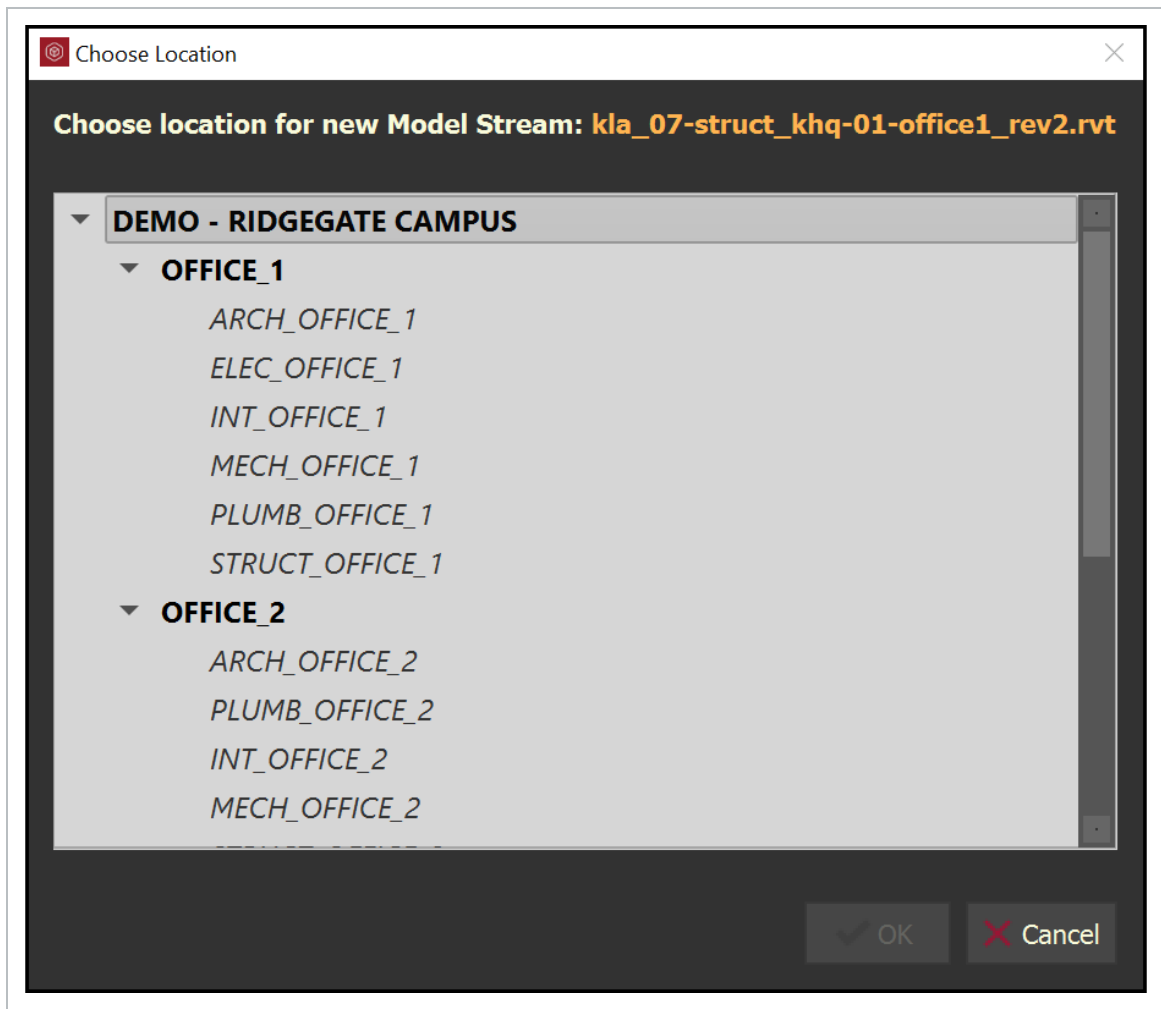 Choose Location
Choose location for new Model Stream: kla_07-struct_khq-01-office1_rev2.rvt
DEMO - RIDGEGATE CAMPUS
OFFICE_1
ARCH_OFFICE_1
ELEC_OFFICE_1
INT_OFFICE_1
MECH_OFFICE_1
PLUMB_OFFICE_1
STRUCT_OFFICE_1
OFFICE_2
ARCH_OFFICE_2
PLUMB_OFFICE_2
INT_OFFICE_2
MECH_OFFICE_2
OK Cancel